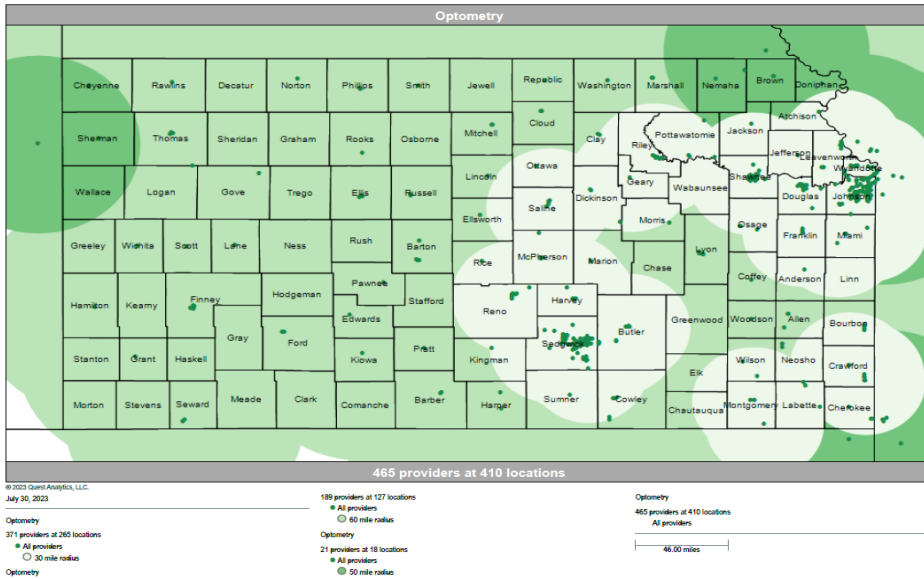 Optometry
Cheyenne Rawlins Decatur Norton Phillips Smith Jewell Republic Washington Marshall Nemaha Brown Doniphan
Atchison
Sherman Thomas Sheridan Graham Rooks Osborne Mitchell Cloud Clay Riley Pottawatomie Jackson Jefferson Leavenworth
Wyandotte
Wallace Logan Gove Trego Ellis Russell Lincoln Ottawa Saline Dickinson Geary Wabaunsee Shawnee Douglas Johnson
Greeley Wichita Scott Lane Ness Rush Barton Ellsworth Rice McPherson Marion Morris Chase Lyon Osage Franklin Miami
Hamilton Kearny Finney Hodgeman Pawnee Stafford Reno Harvey Coffey Anderson Linn
Gray Ford Edwards Sedgwick Butler Greenwood Woodson Allen Bourbon
Stanton Grant Haskell Kiowa Pratt Kingman Elk Wilson Neosho Crawford
Morton Stevens Seward Meade Clark Comanche Barber Harper Sumner Cowley Chautauqua Montgomery Labette Cherokee
465 providers at 410 locations
© 2023 Quest Analytics, LLC.
July 30, 2023
Optometry
371 providers at 265 locations
All providers
30 mile radius
Optometry
189 providers at 127 locations
All providers
60 mile radius
Optometry
21 providers at 18 locations
All providers
50 mile radius
Optometry
465 providers at 410 locations
All providers
46.00 miles